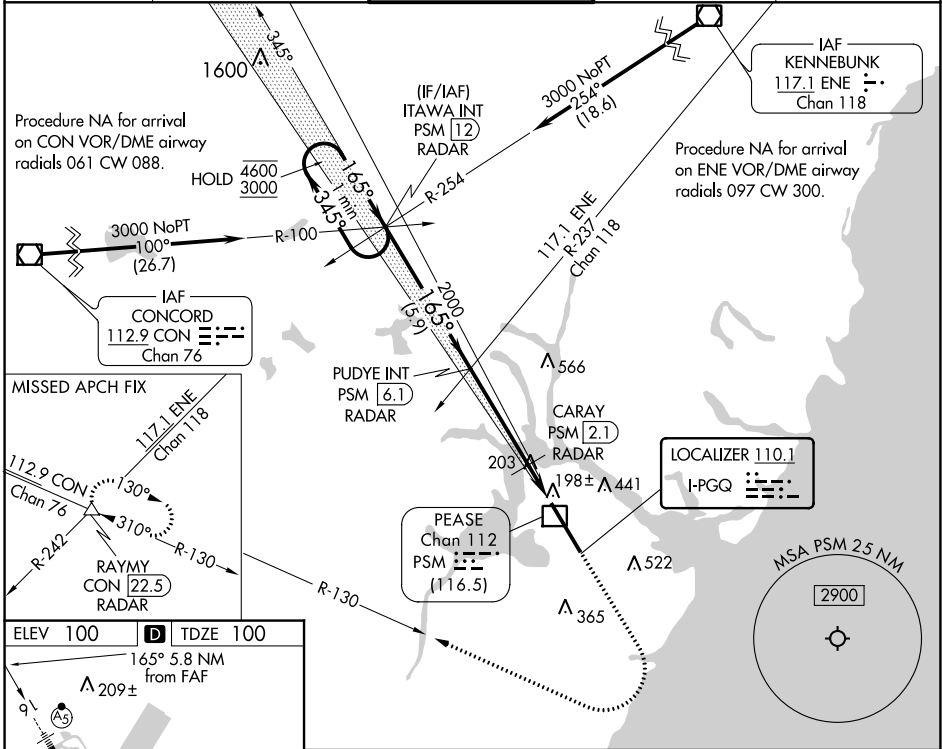 345°
1600
(IF/IAF)
ITAWA INT
PSM 12
RADAR
3000 NoPT
254°
(18.6)
IAF
KENNEBUNK
117.1 ENE
Chan 118
Procedure NA for arrival
on CON VOR/DME airway
radials 061 CW 088.
Procedure NA for arrival
on ENE VOR/DME airway
radials 097 CW 300.
HOLD 4600
3000
165°
1 min
345°
R-254
117.1 ENE
R-237
Chan 118
3000 NoPT
100°
(26.7)
R-100
IAF
CONCORD
112.9 CON
Chan 76
2000
165°
(5.9)
PUDYE INT
PSM 6.1
RADAR
566
CARAY
PSM 2.1
RADAR
203
198±
441
LOCALIZER 110.1
I-PGQ
PEASE
Chan 112
PSM
(116.5)
522
365
MISSED APCH FIX
117.1 ENE
Chan 118
112.9 CON
Chan 76
130°
310°
R-242
R-130
RAYMY
CON 22.5
RADAR
R-130
MSA PSM 25 NM
2900
ELEV 100
D
TDZE 100
165° 5.8 NM
from FAF
209±
A5
16